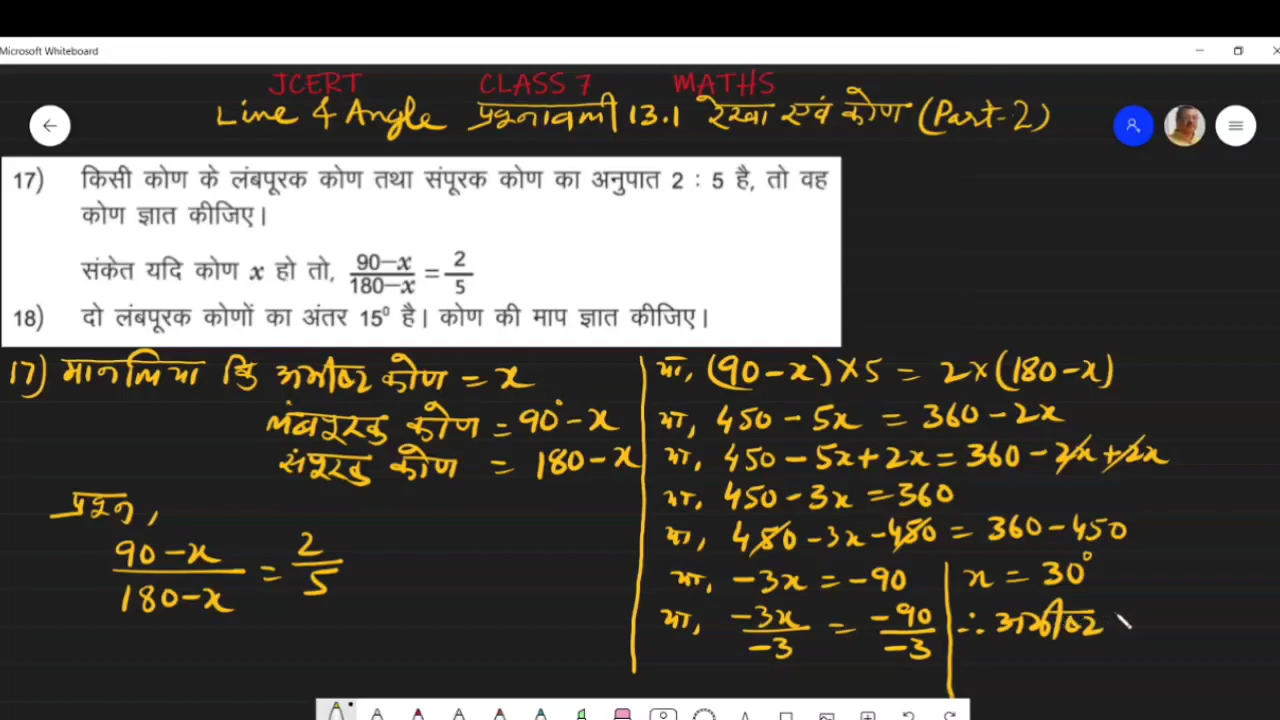 Microsoft Whiteboard
JCERT CLASS 7 MATHS
Line & Angle प्रश्नावली 13.1 रेखा एवं कोण (Part-2)
17) किसी कोण के लंबपूरक कोण तथा संपूरक कोण का अनुपात 2 : 5 है, तो वह
कोण ज्ञात कीजिए।
संकेत यदि कोण x हो तो, 90−x/180−x = 2/5
18) दो लंबपूरक कोणों का अंतर 15⁰ है। कोण की माप ज्ञात कीजिए।
17) मानलिया कि अभीष्ट कोण = x
लंबपूरक कोण = 90° - x
संपूरक कोण = 180 - x
प्रश्न,
90-x/180-x = 2/5
या, (90-x)×5 = 2×(180-x)
या, 450 - 5x = 360 - 2x
या, 450 - 5x + 2x = 360 - 2x + 2x
या, 450 - 3x = 360
या, 450 - 3x - 450 = 360 - 450
या, -3x = -90
या, -3x/-3 = -90/-3
x = 30°
∴ अभीष्ट